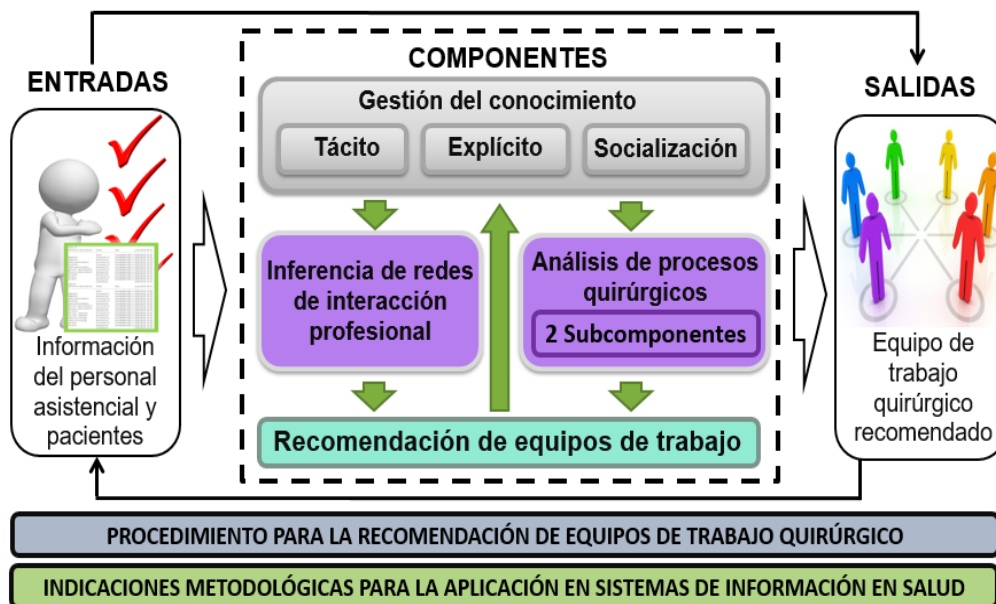 ENTRADAS
Información
del personal
asistencial y
pacientes
COMPONENTES
Gestión del conocimiento
Tácito
Explícito
Socialización
Inferencia de redes
de interacción
profesional
Análisis de procesos
quirúrgicos
2 Subcomponentes
Recomendación de equipos de trabajo
SALIDAS
Equipo de
trabajo
quirúrgico
recomendado
PROCEDIMIENTO PARA LA RECOMENDACIÓN DE EQUIPOS DE TRABAJO QUIRÚRGICO
INDICACIONES METODOLÓGICAS PARA LA APLICACIÓN EN SISTEMAS DE INFORMACIÓN EN SALUD